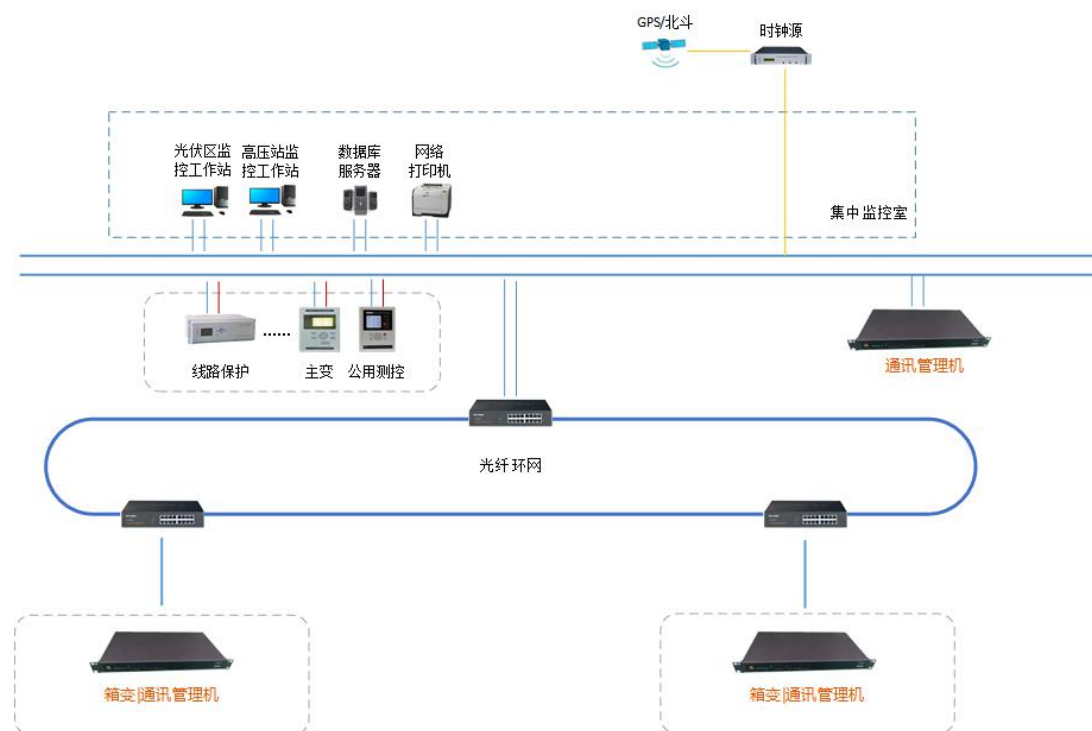 GPS/北斗
时钟源
光伏区监
控工作站
高压站监
控工作站
数据库
服务器
网络
打印机
集中监控室
线路保护
......
主变
公用测控
通讯管理机
光纤环网
箱变|通讯管理机
箱变|通讯管理机